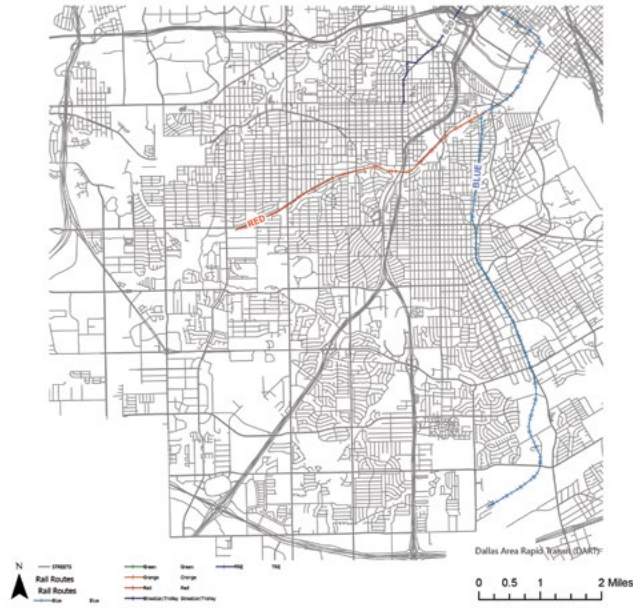 RED
BLUE
Dallas Area Rapid Transit (DART)
N
STREETS
Rail Routes
Rail Routes
Blue Blue
Green Green
Orange Orange
Red Red
Streetcar/Trolley Streetcar/Trolley
TRE TRE
0 0.5 1 2 Miles